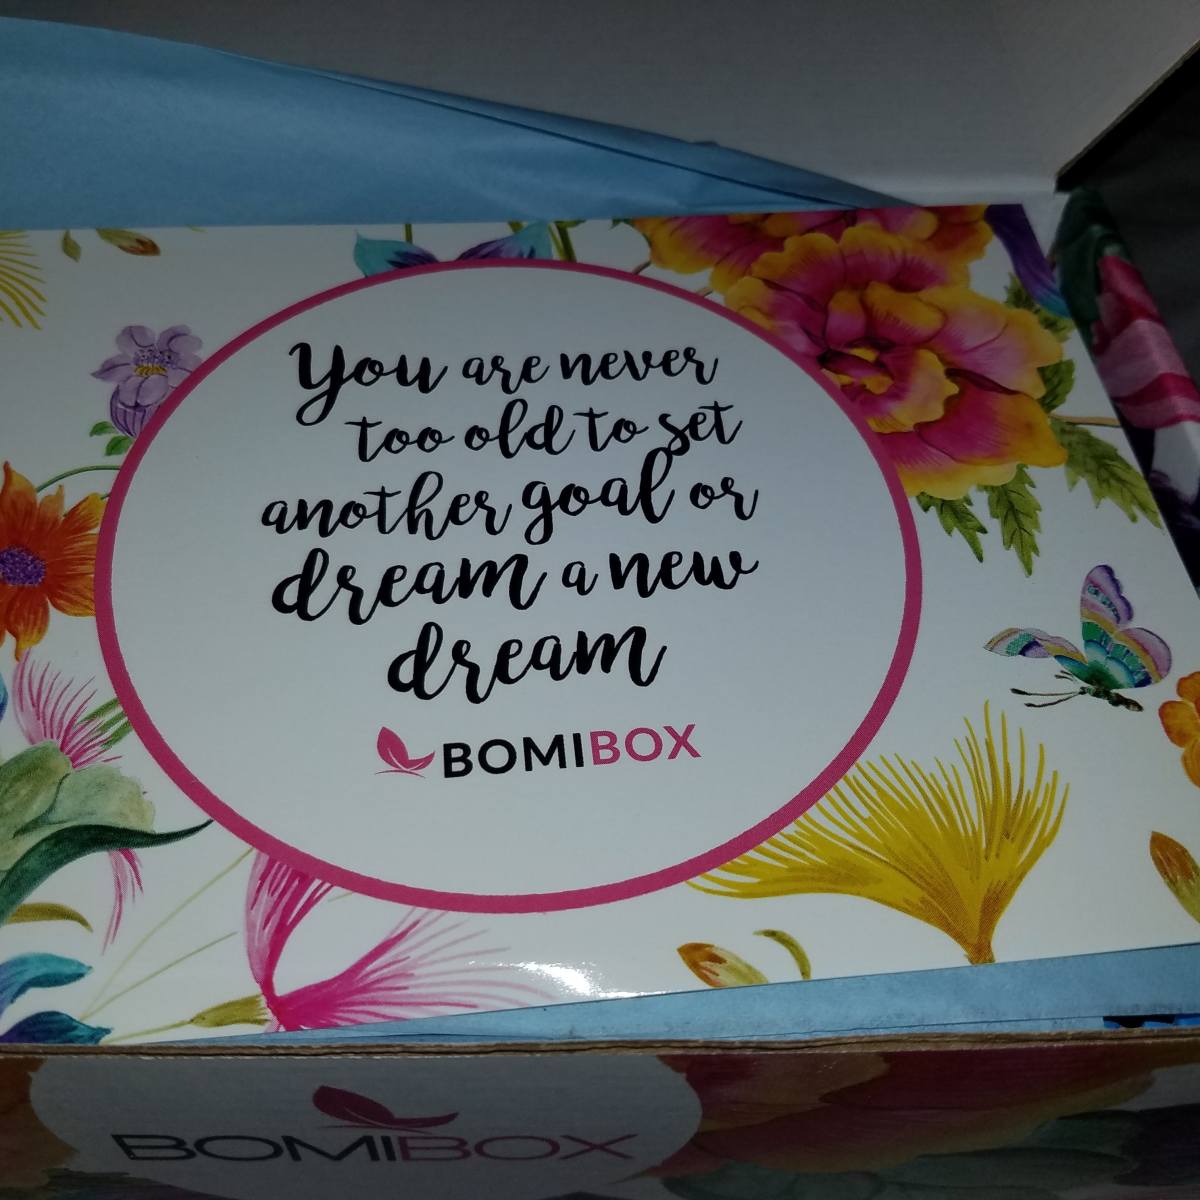 You are never
too old to set
another goal or
dream a new
dream
BOMIBOX
BOMIBOX